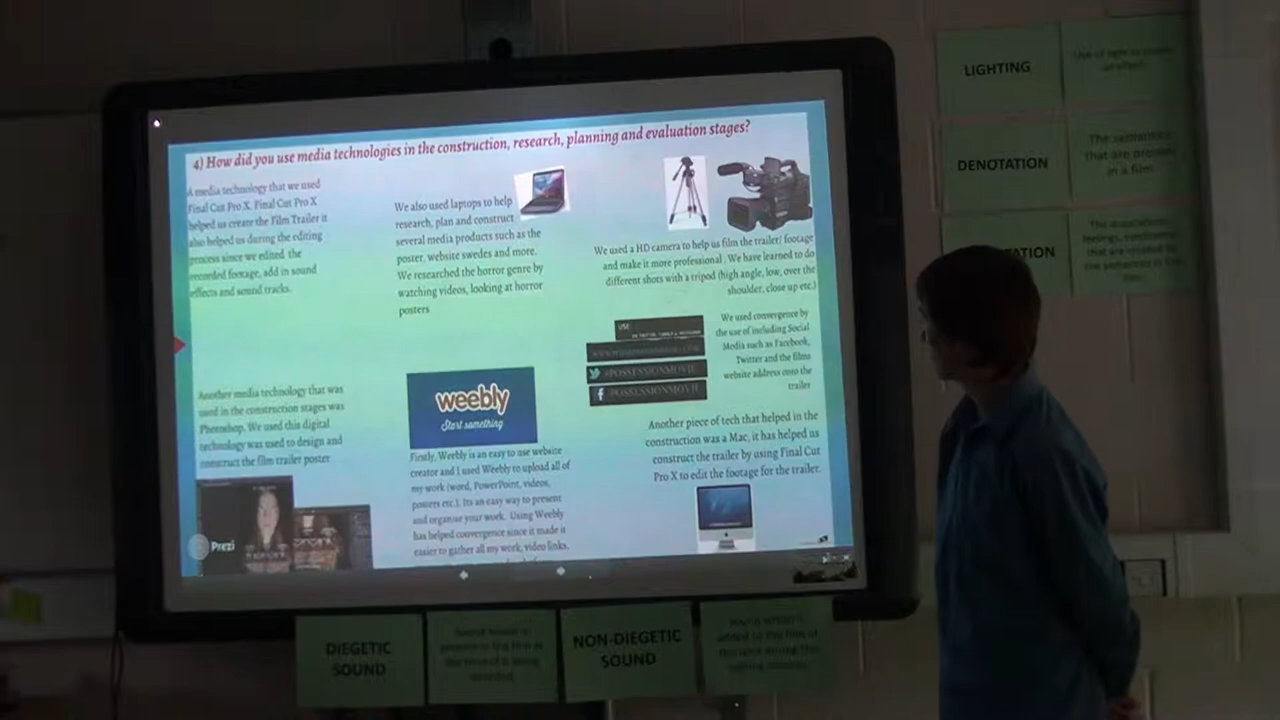 4) How did you use media technologies in the construction, research, planning and evaluation stages?
A media technology that we used
Final Cut Pro X. Final Cut Pro X
helped us create the Film Trailer it
also helped us during the editing
process since we edited the
recorded footage, add in sound
effects and sound tracks.
Another media technology that was
used in the construction stages was
Photoshop. We used this digital
technology was used to design and
construct the film trailer poster
Prezi
We also used laptops to help
research, plan and construct
several media products such as the
poster, website swedes and more.
We researched the horror genre by
watching videos, looking at horror
posters
weebly
Start something
Firstly, Weebly is an easy to use website
creator and I used Weebly to upload all of
my work (word, PowerPoint, videos,
posters etc.). Its an easy way to present
and organise your work. Using Weebly
has helped convergence since it made it
easier to gather all my work, video links,
We used a HD camera to help us film the trailer/ footage
and make it more professional . We have learned to do
different shots with a tripod (high angle, low, over the
shoulder, close up etc.)
#POSSESSIONMOVIE
POSSESSIONMOVIE
We used convergence by
the use of including Social
Media such as Facebook,
Twitter and the films
website address onto the
trailer
Another piece of tech that helped in the
construction was a Mac, it has helped us
construct the trailer by using Final Cut
Pro X to edit the footage for the trailer.
LIGHTING
Use of light to create
DENOTATION
The
that are
in a film
DIEGETIC
SOUND
NON-DIEGETIC
SOUND